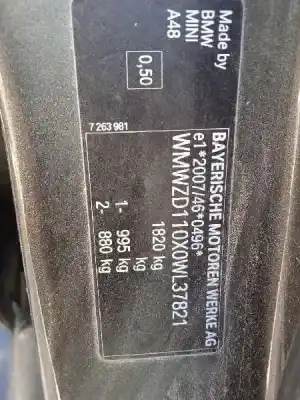 BAYERISCHE MOTOREN WERKE AG
e1*2007/46*0496*
WMWZD110X0WL37821
1820 kg
kg
1- 995 kg
2- 880 kg
Made by
BMW
MINI
A48
0,50
7 263 981